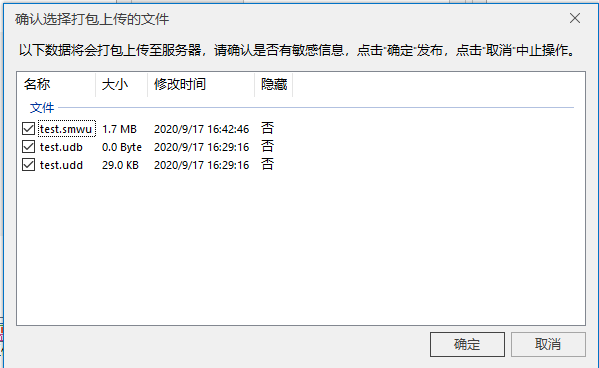 确认选择打包上传的文件
以下数据将会打包上传至服务器，请确认是否有敏感信息，点击"确定"发布，点击"取消"中止操作。
名称 大小 修改时间 隐藏
文件
test.smwu 1.7 MB 2020/9/17 16:42:46 否
test.udb 0.0 Byte 2020/9/17 16:29:16 否
test.udd 29.0 KB 2020/9/17 16:29:16 否
确定 取消